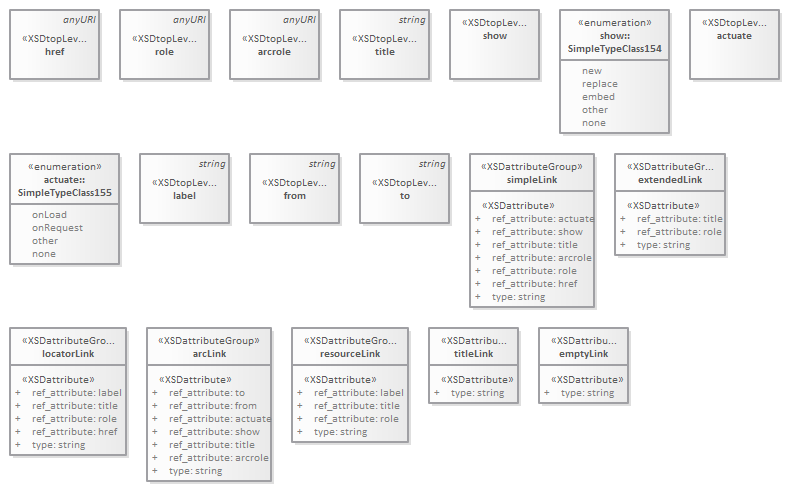 anyURI
«XSDtopLev...
href
anyURI
«XSDtopLev...
role
anyURI
«XSDtopLev...
arcrole
string
«XSDtopLev...
title
«XSDtopLev...
show
«enumeration»
show::
SimpleTypeClass154
new
replace
embed
other
none
«XSDtopLev...
actuate
«enumeration»
actuate::
SimpleTypeClass155
onLoad
onRequest
other
none
string
«XSDtopLev...
label
string
«XSDtopLev...
from
string
«XSDtopLev...
to
«XSDattributeGroup»
simpleLink
«XSDattribute»
+ ref_attribute: actuate
+ ref_attribute: show
+ ref_attribute: title
+ ref_attribute: arcrole
+ ref_attribute: role
+ ref_attribute: href
+ type: string
«XSDattributeGr...
extendedLink
«XSDattribute»
+ ref_attribute: title
+ ref_attribute: role
+ type: string
«XSDattributeGro...
locatorLink
«XSDattribute»
+ ref_attribute: label
+ ref_attribute: title
+ ref_attribute: role
+ ref_attribute: href
+ type: string
«XSDattributeGroup»
arcLink
«XSDattribute»
+ ref_attribute: to
+ ref_attribute: from
+ ref_attribute: actuate
+ ref_attribute: show
+ ref_attribute: title
+ ref_attribute: arcrole
+ type: string
«XSDattributeGro...
resourceLink
«XSDattribute»
+ ref_attribute: label
+ ref_attribute: title
+ ref_attribute: role
+ type: string
«XSDattribu...
titleLink
«XSDattribute»
+ type: string
«XSDattribu...
emptyLink
«XSDattribute»
+ type: string